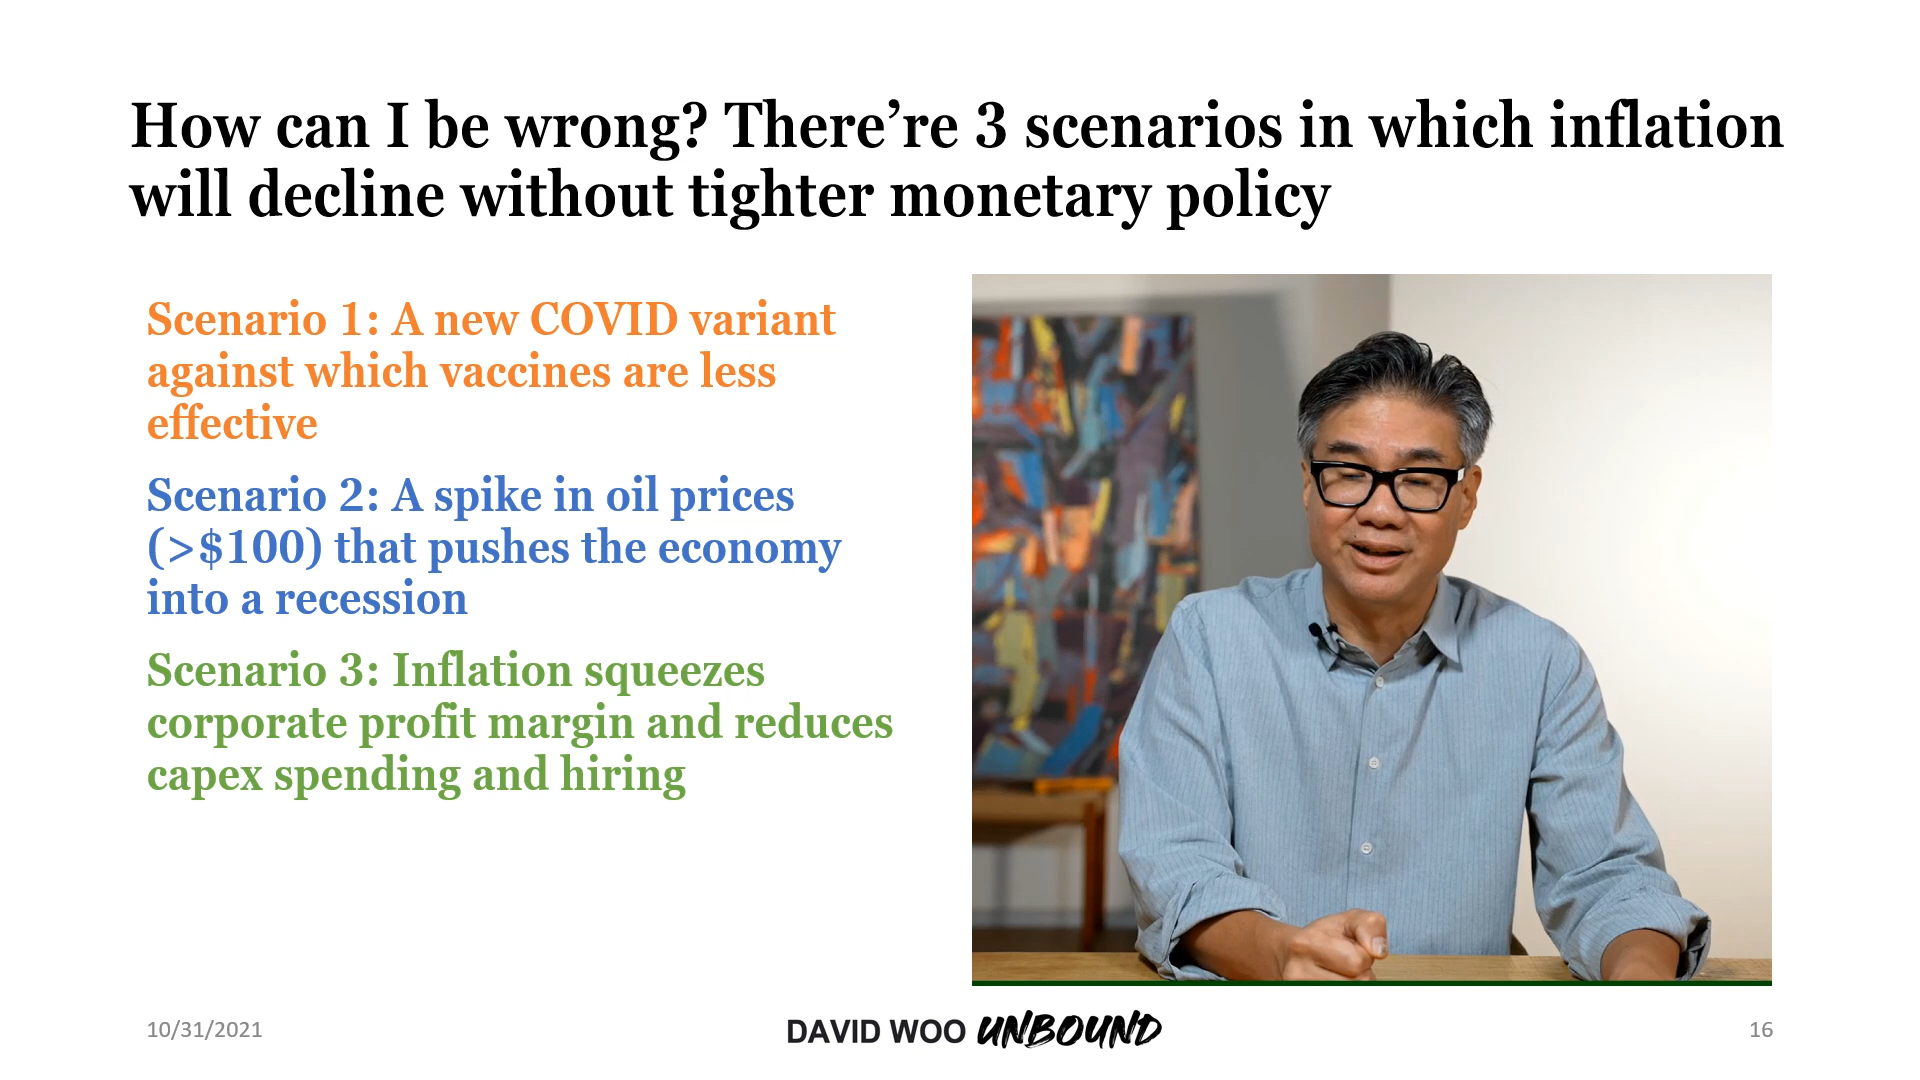 How can I be wrong? There’re 3 scenarios in which inflation
will decline without tighter monetary policy
Scenario 1: A new COVID variant
against which vaccines are less
effective
Scenario 2: A spike in oil prices
(>$100) that pushes the economy
into a recession
Scenario 3: Inflation squeezes
corporate profit margin and reduces
capex spending and hiring
10/31/2021
DAVID WOO UNBOUND
16